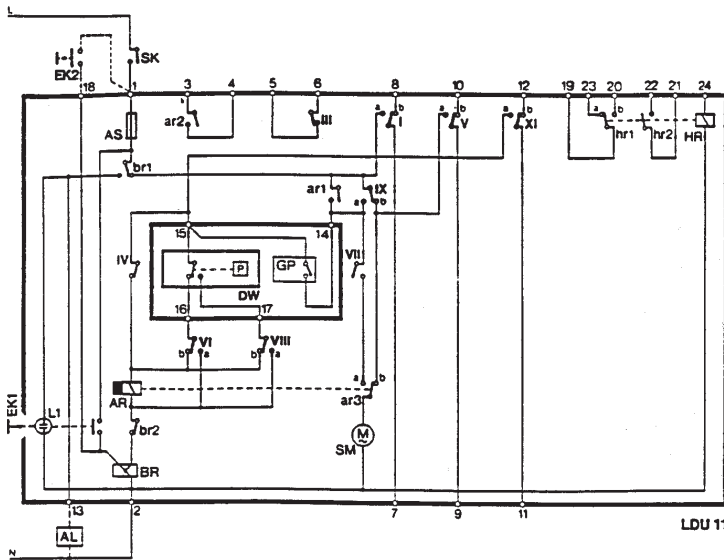 L
EK2
SK
18 1 3 4 5 6 8 10 12 19 23 20 22 21 24
AS
ar2
III
a b I
a b V
a b XI
a b hr1
hr2
HR
br1
ar1
IX
a b
15 14
IV
P
GP
VII
DW
16 17
VI
VIII
b a b a
AR
a b
ar3
EK1
L1
br2
M
SM
BR
13 2 7 9 11
LDU 11
AL
N